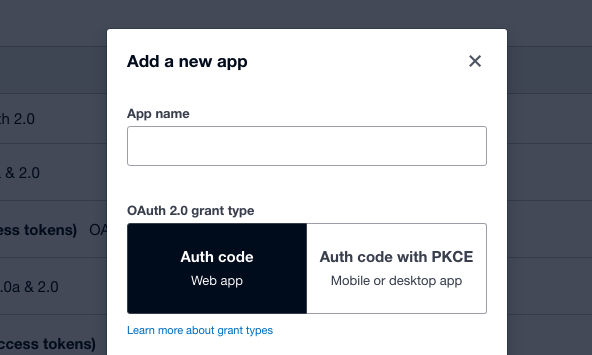 Add a new app
App name
th 2.0
& 2.0
OAuth 2.0 grant type
ess tokens) OA
Auth code
Auth code with PKCE
Web app
Mobile or desktop app
.0a & 2.0
Learn more about grant types
ccess tokens)